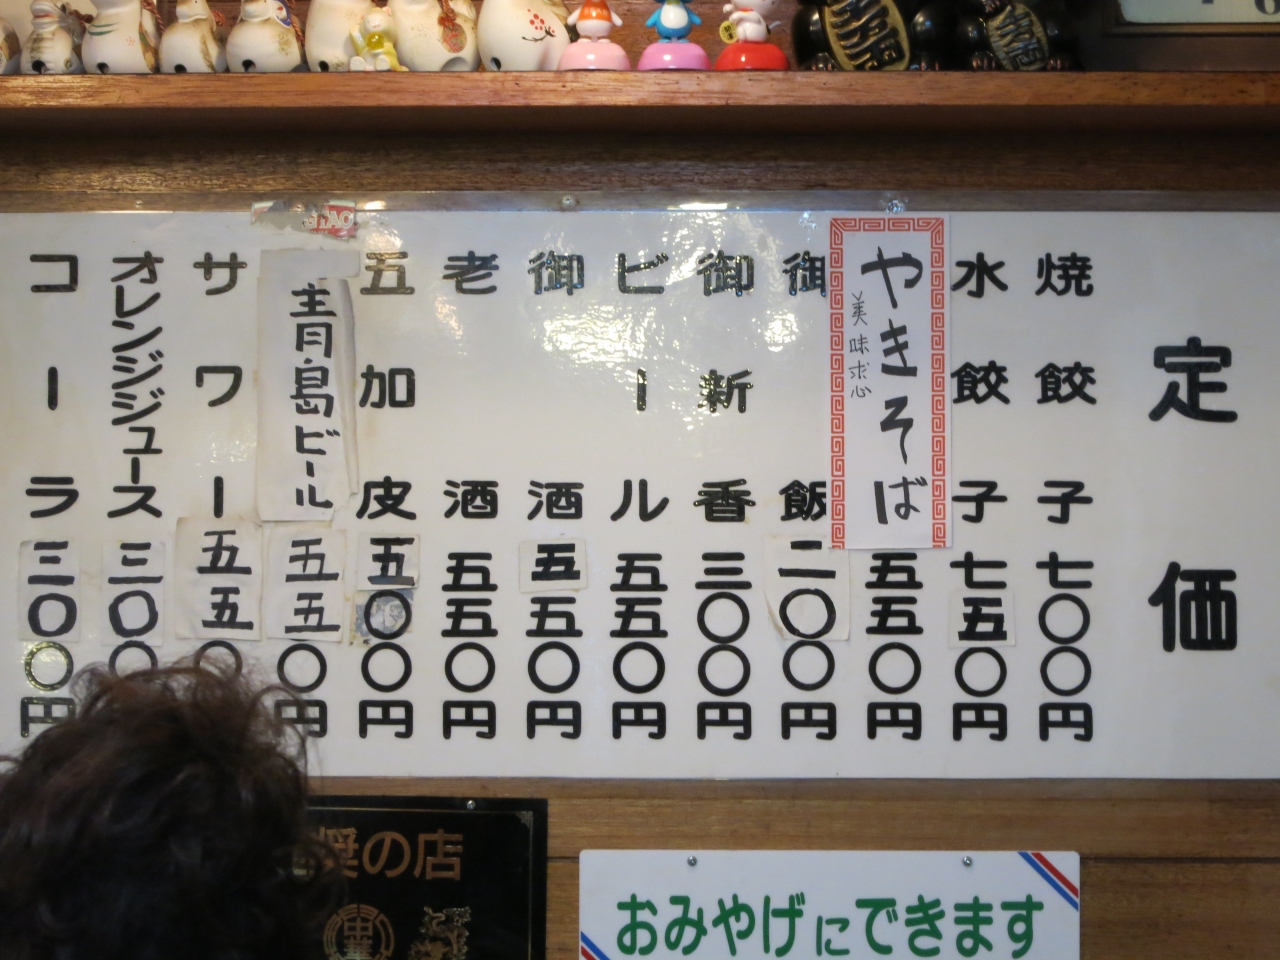 定価
焼餃子七〇〇円
水餃子七五〇円
やきそば五五〇円
美味求心
御飯二〇〇円
御新香三〇〇円
ビール五五〇円
御酒五五〇円
老酒五五〇円
五加皮五〇〇円
青島ビール五五〇円
サワー五五〇
オレンジジュース三〇〇
コーラ三〇〇円
奨の店
おみやげにできます